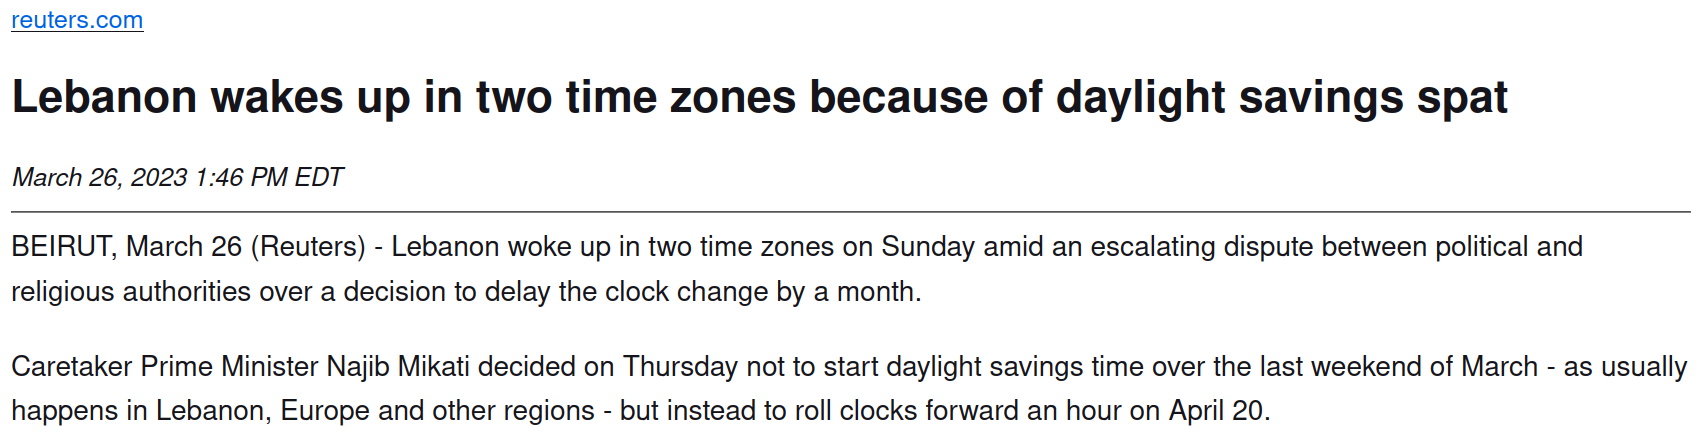 reuters.com
Lebanon wakes up in two time zones because of daylight savings spat
March 26, 2023 1:46 PM EDT
BEIRUT, March 26 (Reuters) - Lebanon woke up in two time zones on Sunday amid an escalating dispute between political and
religious authorities over a decision to delay the clock change by a month.
Caretaker Prime Minister Najib Mikati decided on Thursday not to start daylight savings time over the last weekend of March - as usually
happens in Lebanon, Europe and other regions - but instead to roll clocks forward an hour on April 20.